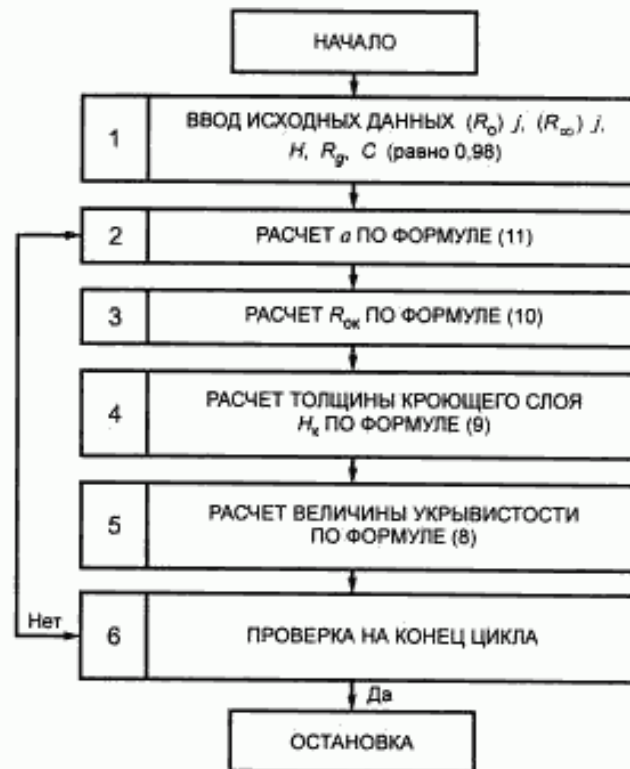 НАЧАЛО
1
ВВОД ИСХОДНЫХ ДАННЫХ (R₀) j, (R∞) j,
H, Rg, C (равно 0,98)
2
РАСЧЕТ a ПО ФОРМУЛЕ (11)
3
РАСЧЕТ Rок ПО ФОРМУЛЕ (10)
4
РАСЧЕТ ТОЛЩИНЫ КРОЮЩЕГО СЛОЯ
Hк ПО ФОРМУЛЕ (9)
5
РАСЧЕТ ВЕЛИЧИНЫ УКРЫВИСТОСТИ
ПО ФОРМУЛЕ (8)
Нет
6
ПРОВЕРКА НА КОНЕЦ ЦИКЛА
Да
ОСТАНОВКА